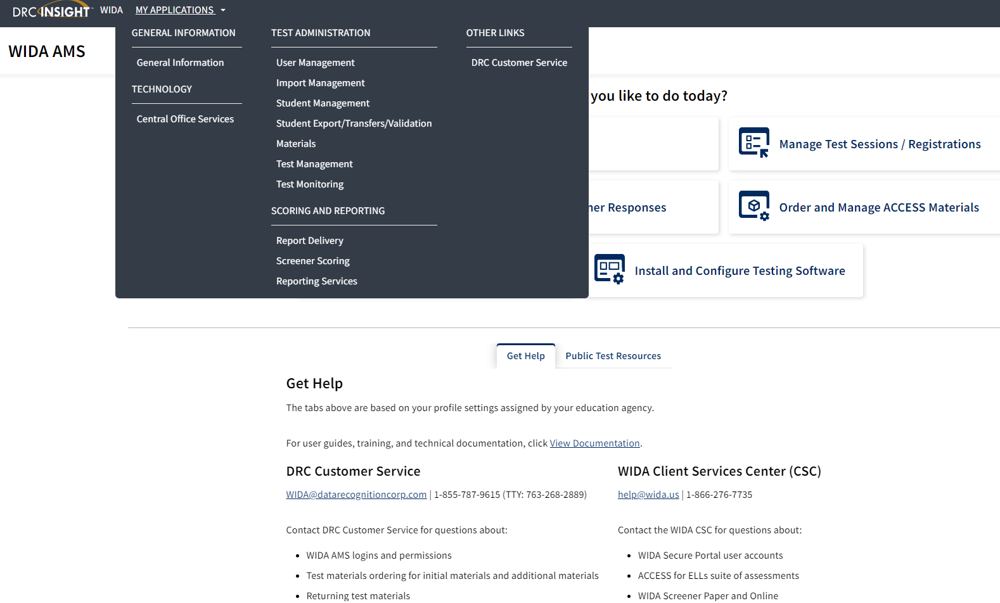 DRC INSIGHT WIDA MY APPLICATIONS
WIDA AMS
GENERAL INFORMATION
General Information
TECHNOLOGY
Central Office Services
TEST ADMINISTRATION
User Management
Import Management
Student Management
Student Export/Transfers/Validation
Materials
Test Management
Test Monitoring
SCORING AND REPORTING
Report Delivery
Screener Scoring
Reporting Services
OTHER LINKS
DRC Customer Service
you like to do today?
Manage Test Sessions / Registrations
ner Responses
Order and Manage ACCESS Materials
Install and Configure Testing Software
Get Help
Public Test Resources
Get Help
The tabs above are based on your profile settings assigned by your education agency.
For user guides, training, and technical documentation, click View Documentation.
DRC Customer Service
WIDA@datarecognitioncorp.com | 1-855-787-9615 (TTY: 763-268-2889)
Contact DRC Customer Service for questions about:
• WIDA AMS logins and permissions
• Test materials ordering for initial materials and additional materials
• Returning test materials
WIDA Client Services Center (CSC)
help@wida.us | 1-866-276-7735
Contact the WIDA CSC for questions about:
• WIDA Secure Portal user accounts
• ACCESS for ELLs suite of assessments
• WIDA Screener Paper and Online